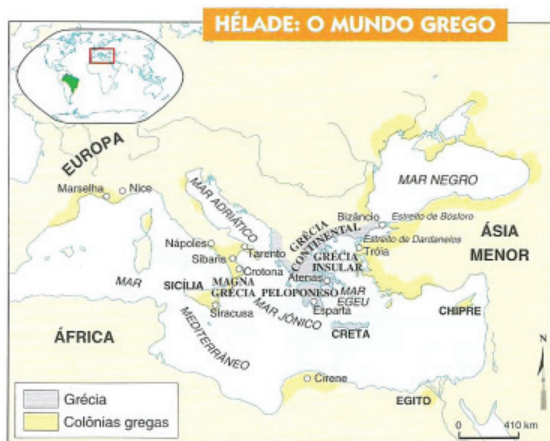 HÉLADE: O MUNDO GREGO
EUROPA
Marselha
Nice
MAR ADRIÁTICO
MAR NEGRO
Bizâncio
Estreito de Bósforo
GRÉCIA
CONTINENTAL
Estreito de Dardanelos
ÁSIA
MENOR
Nápoles
Tarento
Síbaris
GRÉCIA
INSULAR
Tróia
Crotona
Atenas
MAR
SICÍLIA
MAGNA
GRÉCIA
PELOPONESO
MAR
EGEU
Siracusa
MAR JÔNICO
Esparta
CHIPRE
MEDITERRÂNEO
CRETA
ÁFRICA
N
Cirene
EGITO
Grécia
Colônias gregas
0 410 km